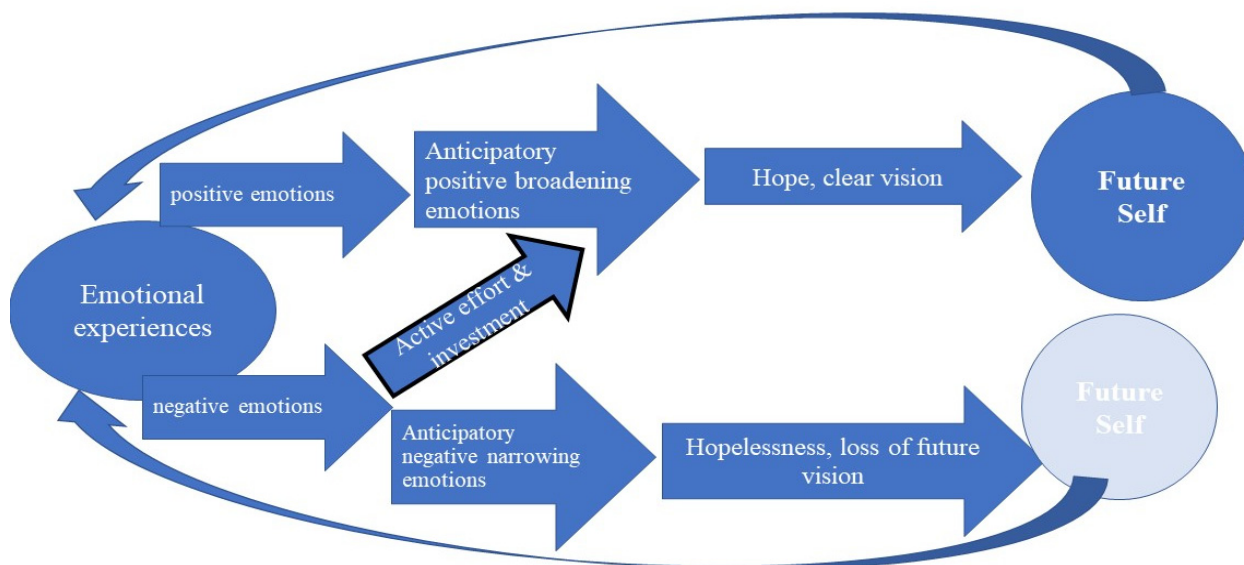 positive emotions
Anticipatory
positive broadening
emotions
Hope, clear vision
Future
Self
Emotional
experiences
Active effort &
investment
negative emotions
Anticipatory
negative narrowing
emotions
Hopelessness, loss of future
vision
Future
Self